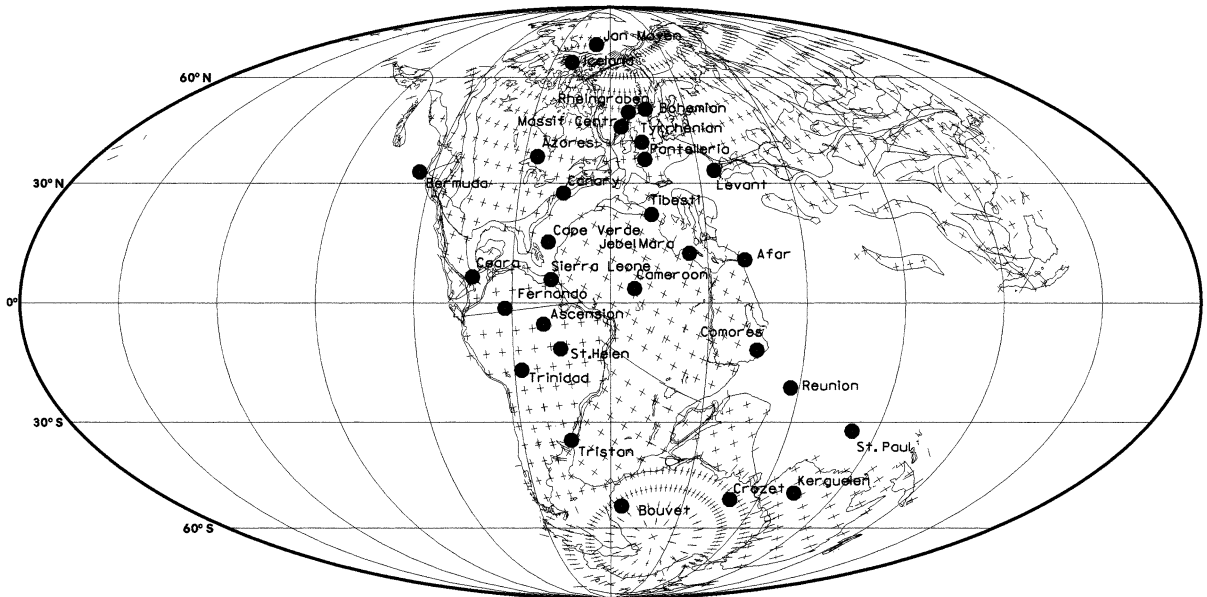 Jan Mayen
Iceland
60° N
Rheingraben
Bohemian
Massif Centr
Tyrrhenian
Azores
Pantelleria
30° N
Bermuda
Canary
Levant
Tibesti
Cape Verde
Jebel Mara
Afar
Ceara
Sierra Leone
Cameroon
Fernando
0°
Ascension
Comores
St. Helen
Trinidad
Reunion
30° S
Tristan
St. Paul
Crozet
Kerguelen
Bouvet
60° S